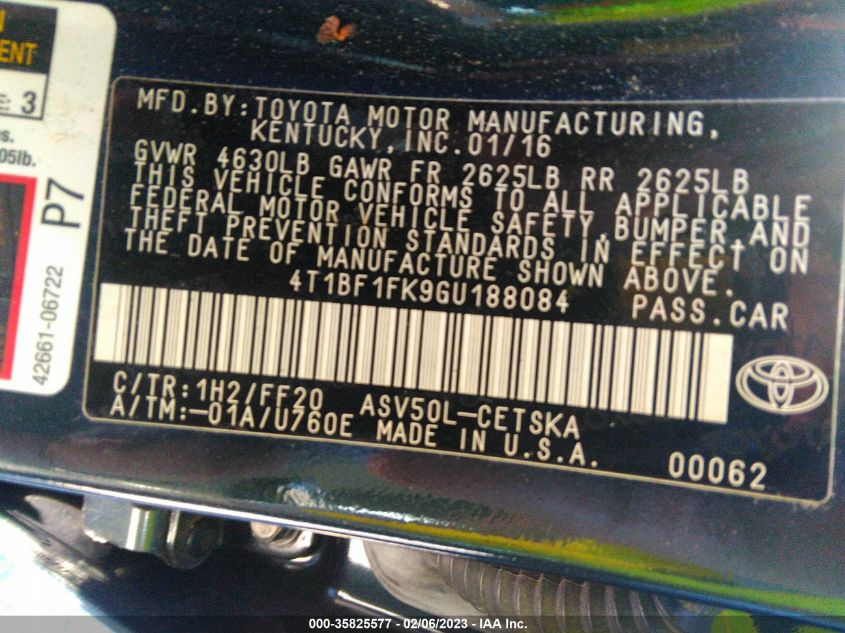 N
ENT
E: 3
s.
05lb.
P7
42661-06722
MFD.BY:TOYOTA MOTOR MANUFACTURING,
KENTUCKY,INC.01/16
GVWR 4630LB GAWR FR 2625LB RR 2625LB
THIS VEHICLE CONFORMS TO ALL APPLICABLE
FEDERAL MOTOR VEHICLE SAFETY,BUMPER,AND
THEFT PREVENTION STANDARDS IN EFFECT ON
THE DATE OF MANUFACTURE SHOWN ABOVE.
4T1BF1FK9GU188084 PASS.CAR
C/TR:1H2/FF20 ASV50L-CETSKA
A/TM:-01A/U760E MADE IN U.S.A.
00062
000-35825577 — 02/06/2023 — IAA Inc.